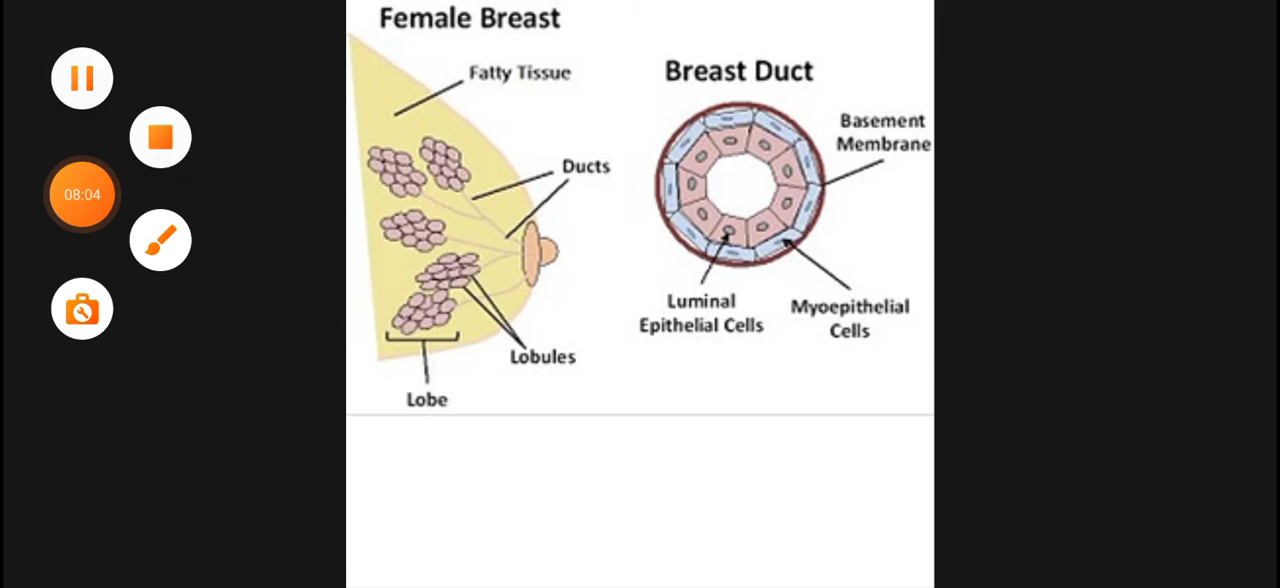 Female Breast
Fatty Tissue
Ducts
Lobules
Lobe
Breast Duct
Basement
Membrane
Luminal
Epithelial Cells
Myoepithelial
Cells
08:04